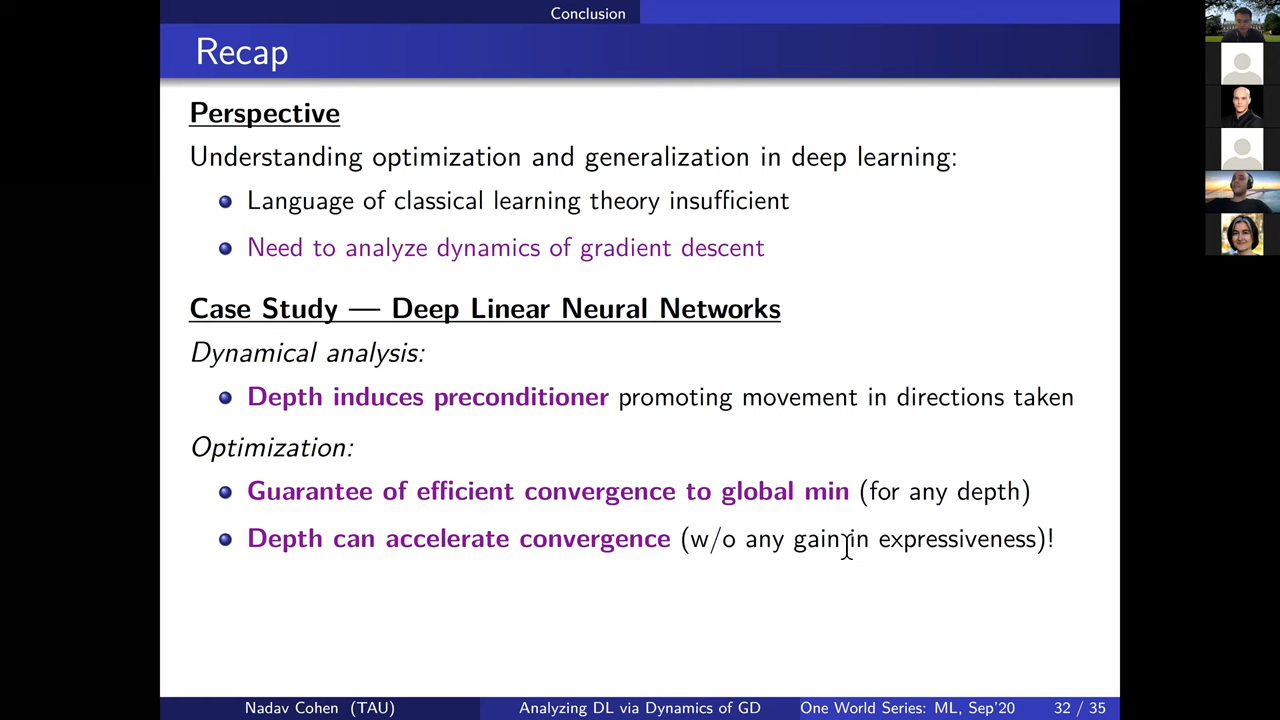 Conclusion
Recap
Perspective
Understanding optimization and generalization in deep learning:
Language of classical learning theory insufficient
Need to analyze dynamics of gradient descent
Case Study — Deep Linear Neural Networks
Dynamical analysis:
Depth induces preconditioner promoting movement in directions taken
Optimization:
Guarantee of efficient convergence to global min (for any depth)
Depth can accelerate convergence (w/o any gain in expressiveness)!
Nadav Cohen (TAU) Analyzing DL via Dynamics of GD One World Series: ML, Sep'20 32 / 35